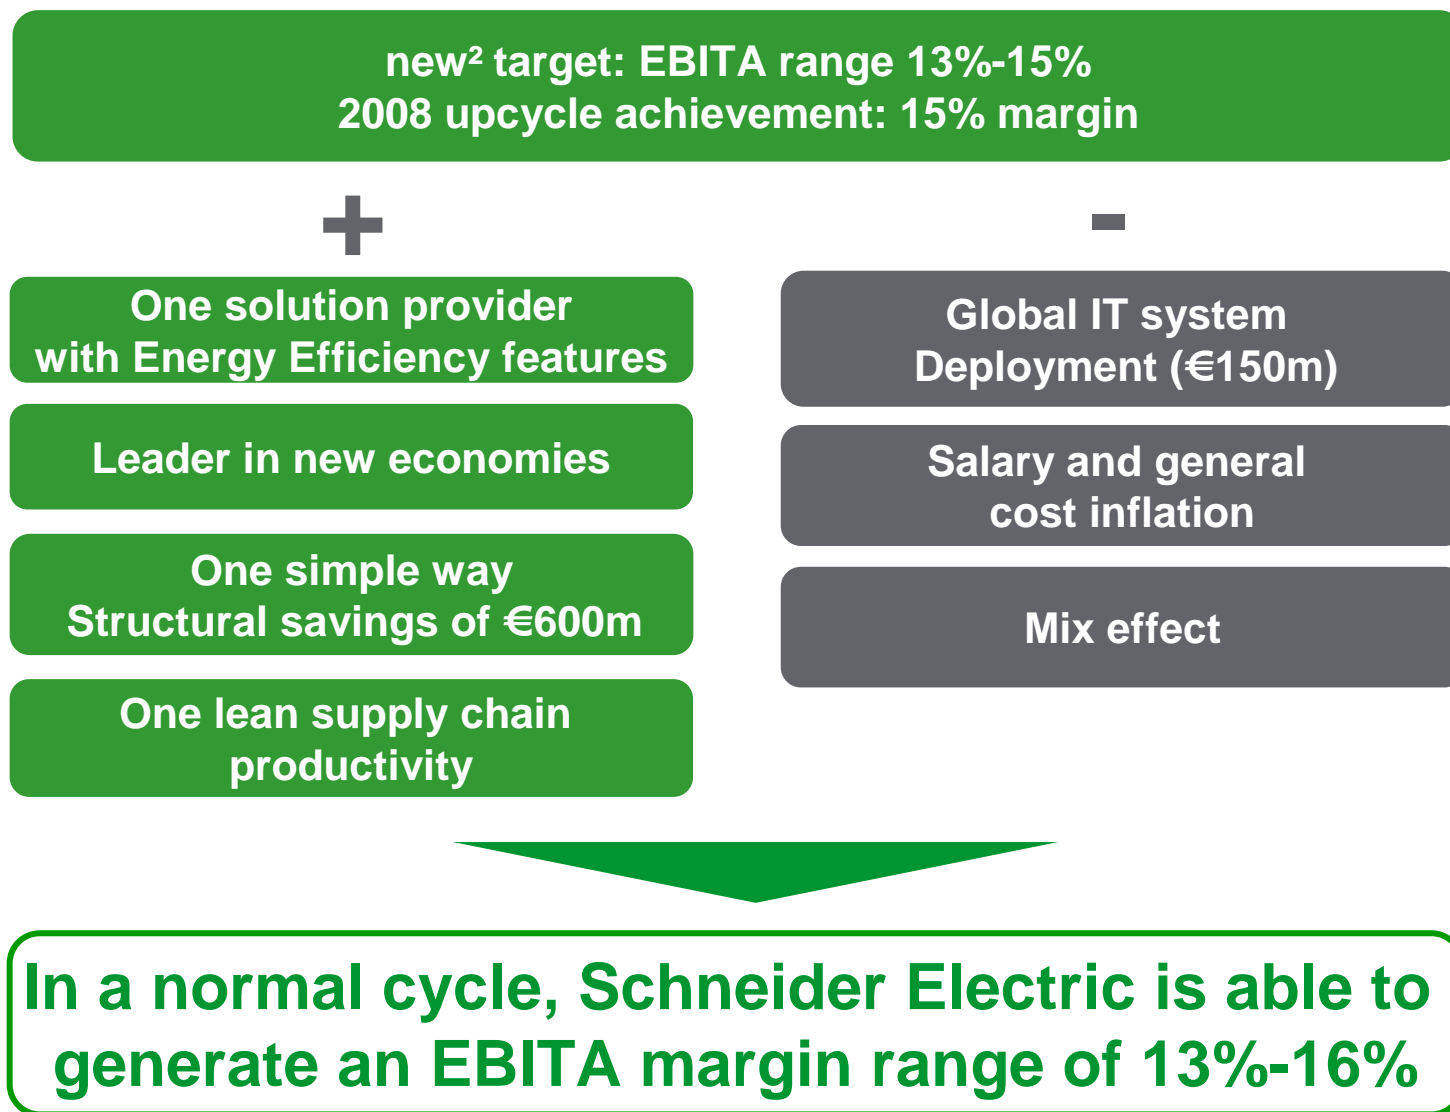 new² target: EBITA range 13%-15%
2008 upcycle achievement: 15% margin
+
One solution provider
with Energy Efficiency features
Leader in new economies
One simple way
Structural savings of €600m
One lean supply chain
productivity
-
Global IT system
Deployment (€150m)
Salary and general
cost inflation
Mix effect
In a normal cycle, Schneider Electric is able to
generate an EBITA margin range of 13%-16%